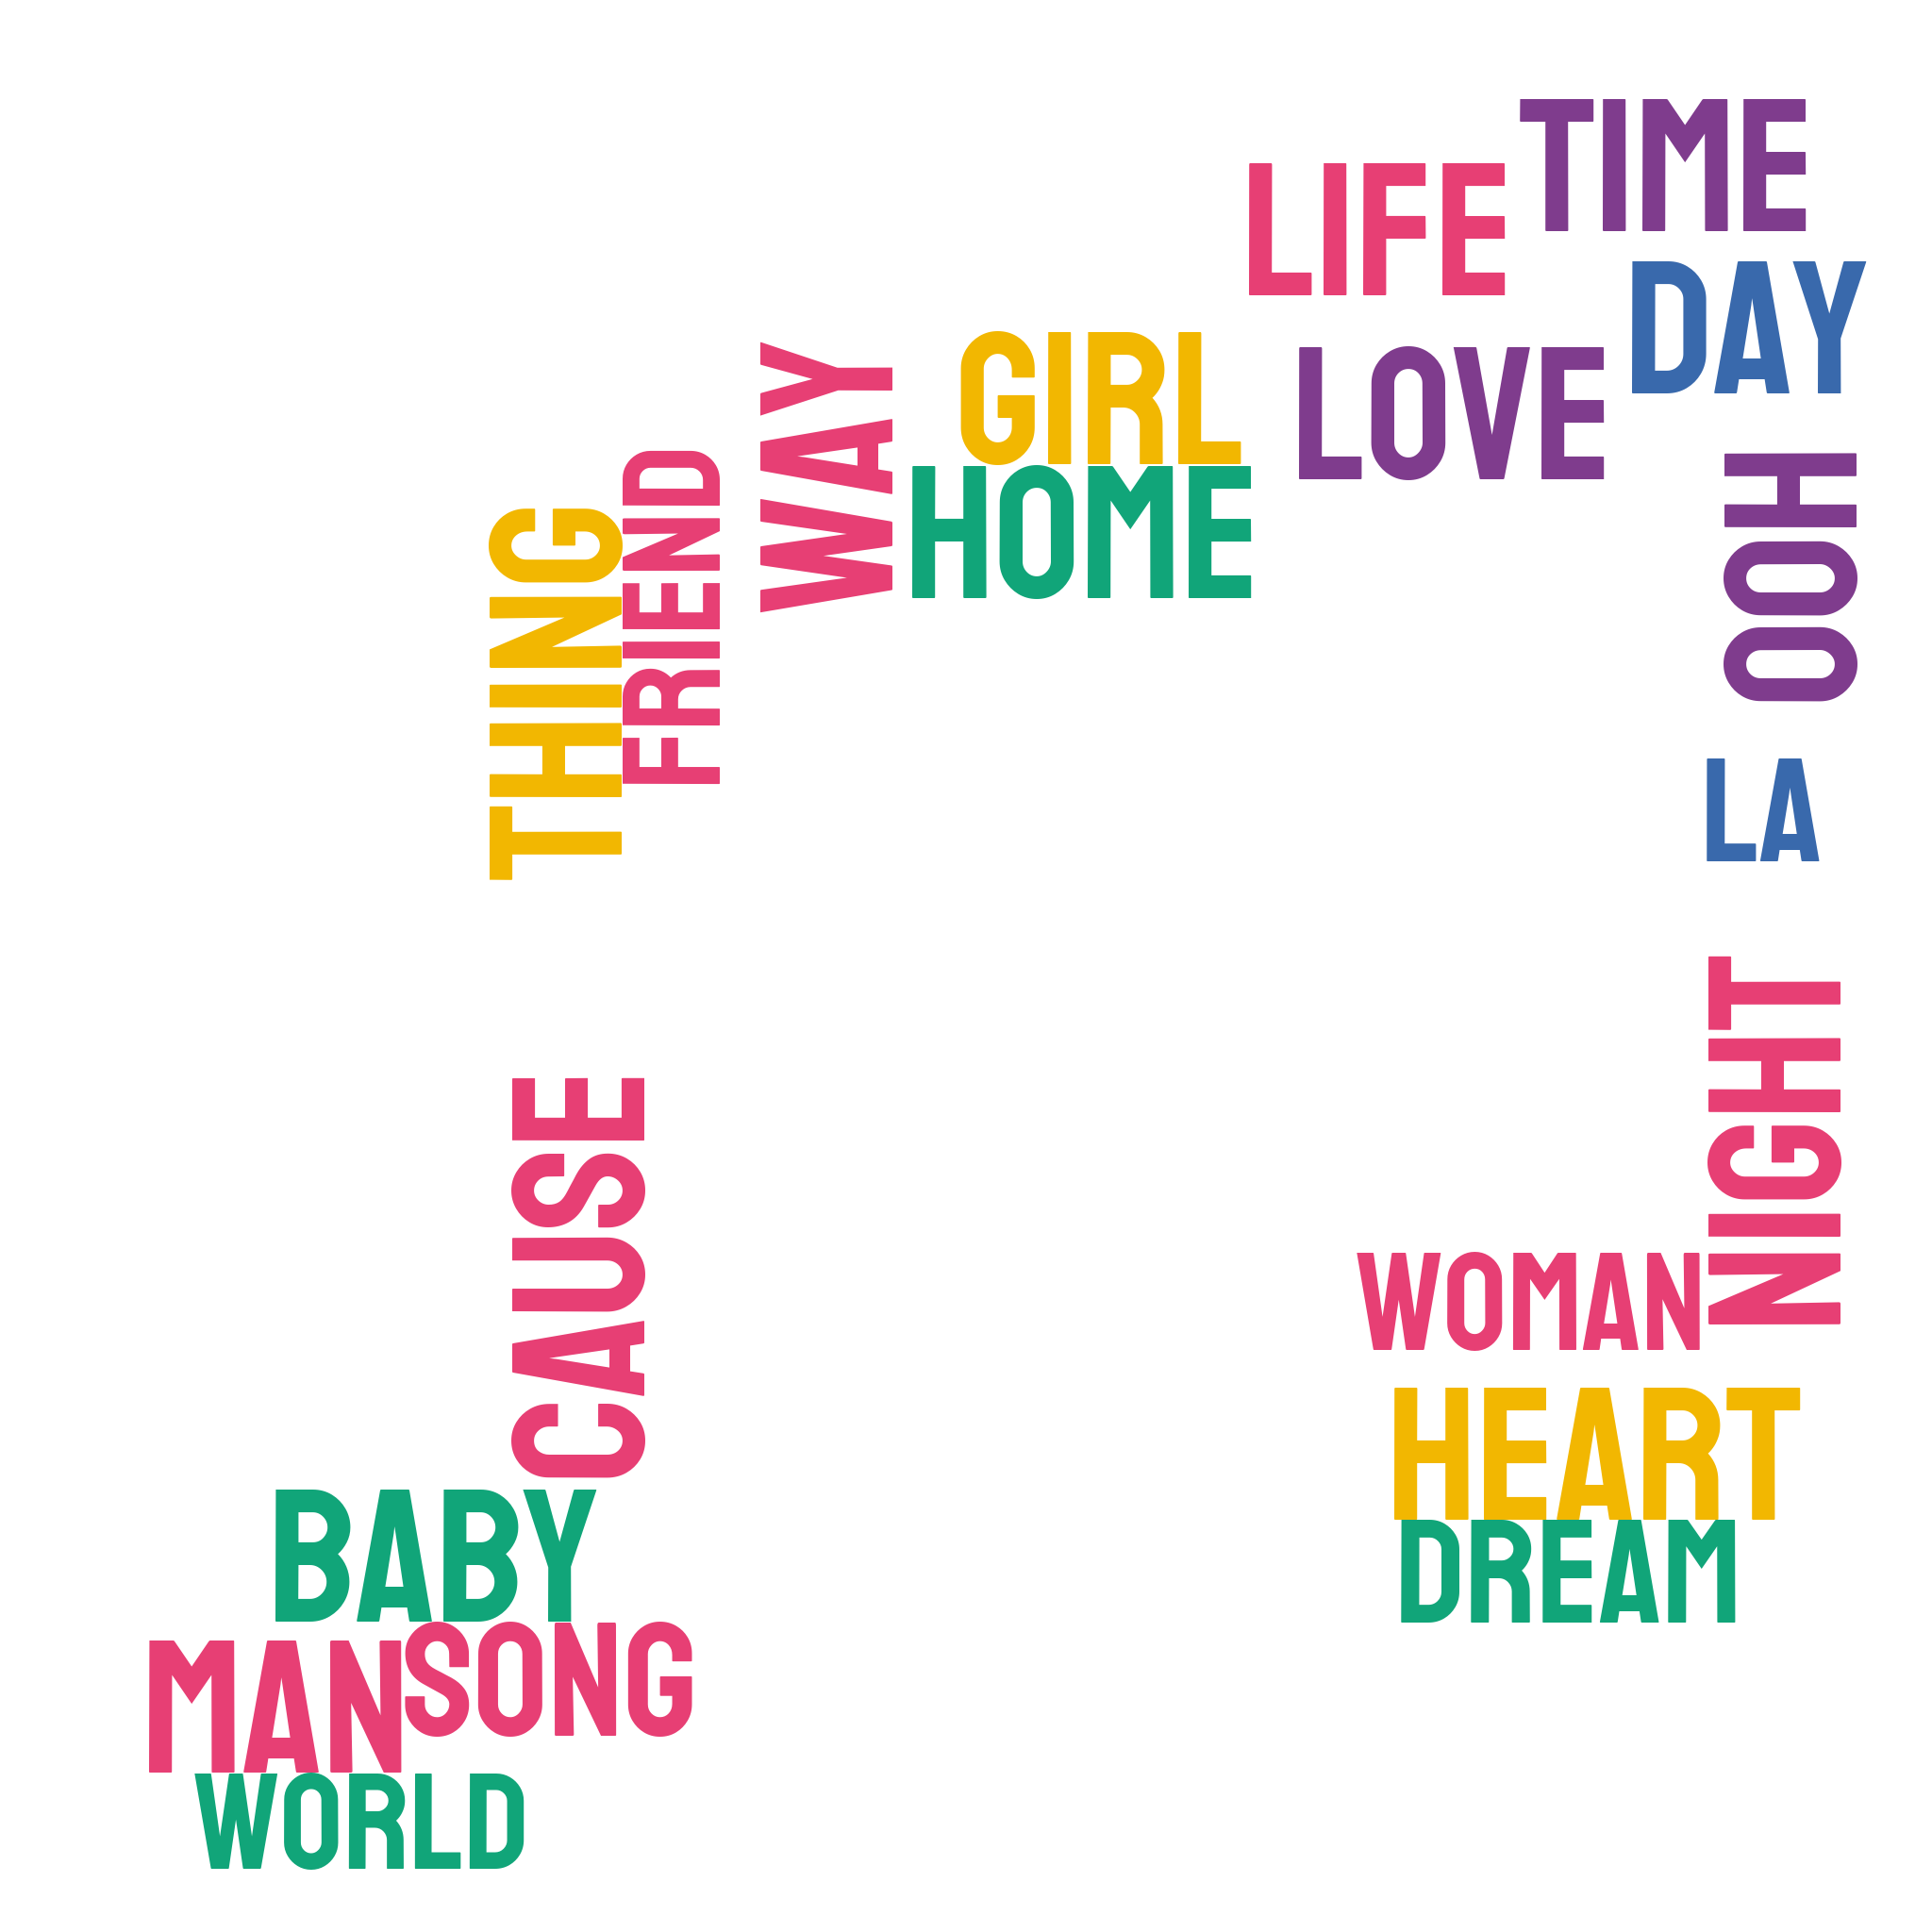 TIME
LIFE
DAY
GIRL
LOVE
WAY
HOME
FRIEND
THING
OOH
LA
NIGHT
CAUSE
WOMAN
HEART
BABY
DREAM
SONG
MAN
WORLD